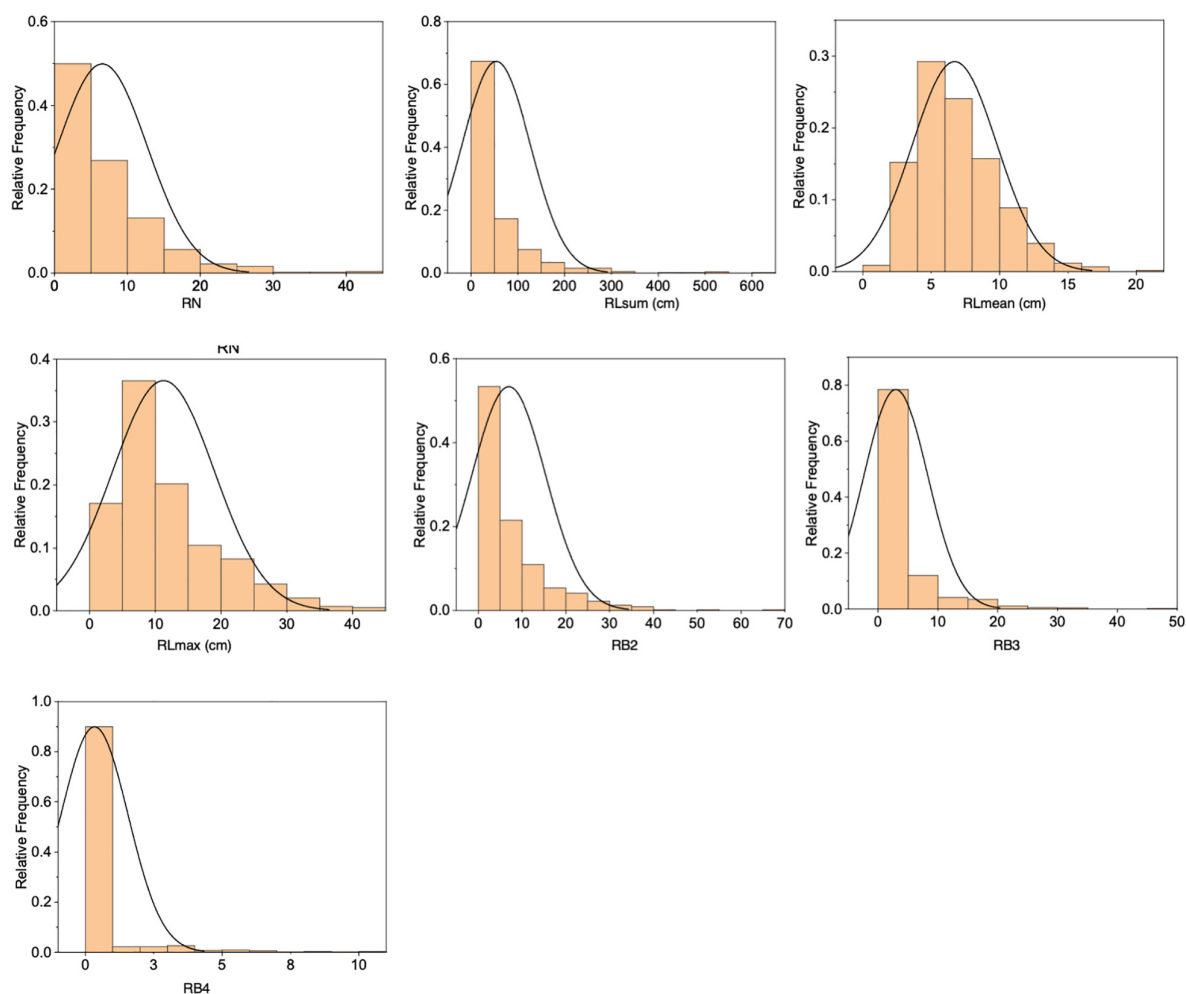 0.6
0.4
0.2
0.0
Relative Frequency
0 10 20 30 40
RN
0.8
0.6
0.4
0.2
0.0
Relative Frequency
0 100 200 300 400 500 600
RLsum (cm)
0.3
0.2
0.1
0.0
Relative Frequency
0 5 10 15 20
RLmean (cm)
RN
0.4
0.3
0.2
0.1
0.0
Relative Frequency
0 10 20 30 40
RLmax (cm)
0.6
0.4
0.2
0.0
Relative Frequency
0 10 20 30 40 50 60 70
RB2
0.8
0.6
0.4
0.2
0.0
Relative Frequency
0 10 20 30 40 50
RB3
1.0
0.8
0.6
0.4
0.2
0.0
Relative Frequency
0 3 5 8 10
RB4